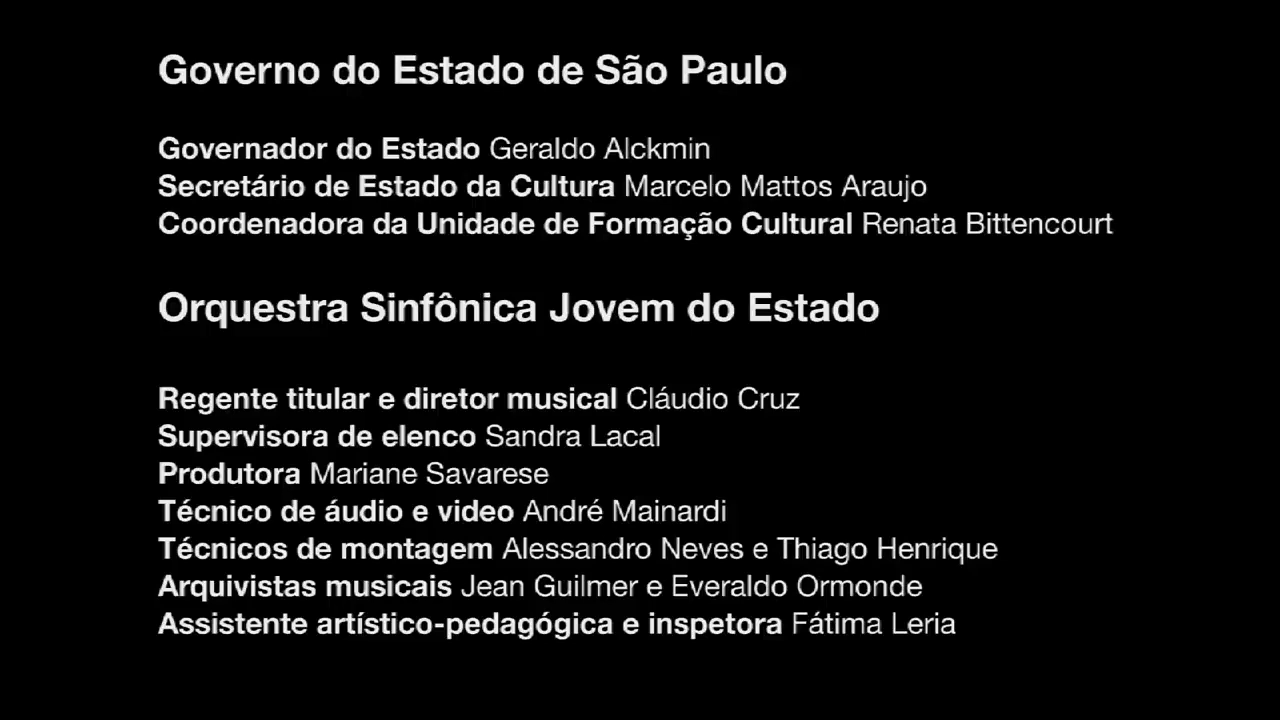 Governo do Estado de São Paulo
Governador do Estado Geraldo Alckmin
Secretário de Estado da Cultura Marcelo Mattos Araujo
Coordenadora da Unidade de Formação Cultural Renata Bittencourt
Orquestra Sinfônica Jovem do Estado
Regente titular e diretor musical Cláudio Cruz
Supervisora de elenco Sandra Lacal
Produtora Mariane Savarese
Técnico de áudio e video André Mainardi
Técnicos de montagem Alessandro Neves e Thiago Henrique
Arquivistas musicais Jean Guilmer e Everaldo Ormonde
Assistente artístico-pedagógica e inspetora Fátima Leria